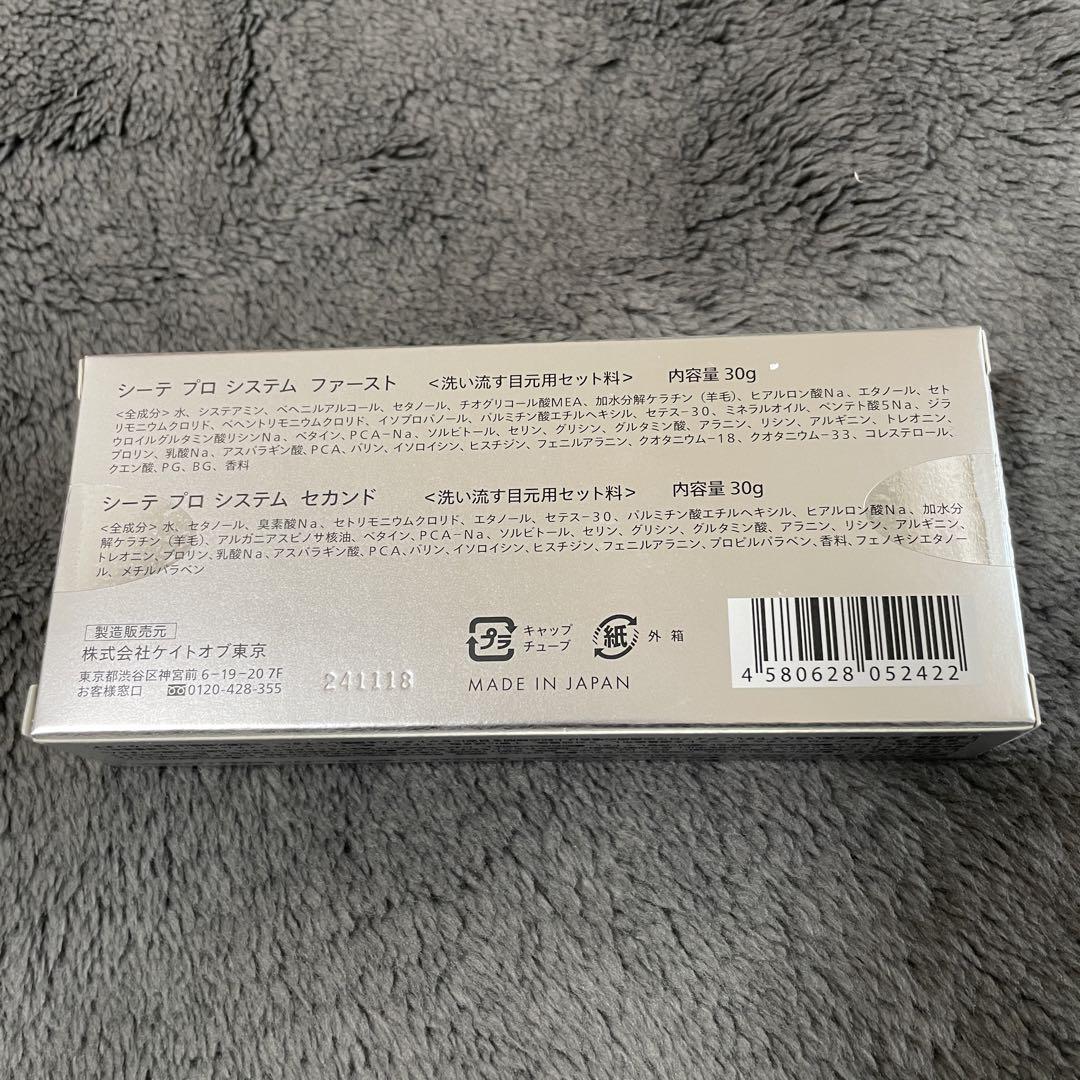 シーテ プロ システム ファースト <洗い流す目元用セット料> 内容量 30g
<全成分> 水、システアミン、ベヘニルアルコール、セタノール、チオグリコール酸MEA、加水分解ケラチン（羊毛）、ヒアルロン酸Na、エタノール、セト
リモニウムクロリド、ベヘントリモニウムクロリド、イソプロパノール、パルミチン酸エチルヘキシル、セテス-30、ミネラルオイル、ペンテト酸5Na、ジラ
ウロイルグルタミン酸リシンNa、ベタイン、PCA-Na、ソルビトール、セリン、グリシン、グルタミン酸、アラニン、リシン、アルギニン、トレオニン、
プロリン、乳酸Na、アスパラギン酸、PCA、バリン、イソロイシン、ヒスチジン、フェニルアラニン、クオタニウム-18、クオタニウム-33、コレステロール、
クエン酸、PG、BG、香料
シーテ プロ システム セカンド <洗い流す目元用セット料> 内容量 30g
<全成分> 水、セタノール、臭素酸Na、セトリモニウムクロリド、エタノール、セテス-30、パルミチン酸エチルヘキシル、ヒアルロン酸Na、加水分
解ケラチン（羊毛）、アルガニアスピノサ核油、ベタイン、PCA-Na、ソルビトール、セリン、グリシン、グルタミン酸、アラニン、リシン、アルギニン、
トレオニン、プロリン、乳酸Na、アスパラギン酸、PCA、バリン、イソロイシン、ヒスチジン、フェニルアラニン、プロピルパラベン、香料、フェノキシエタノー
ル、メチルパラベン
製造販売元
株式会社ケイトオブ東京
東京都渋谷区神宮前 6-19-20 7F
お客様窓口 0120-428-355
241118
プラ キャップ
チューブ
紙 外箱
MADE IN JAPAN
4 580628 052422